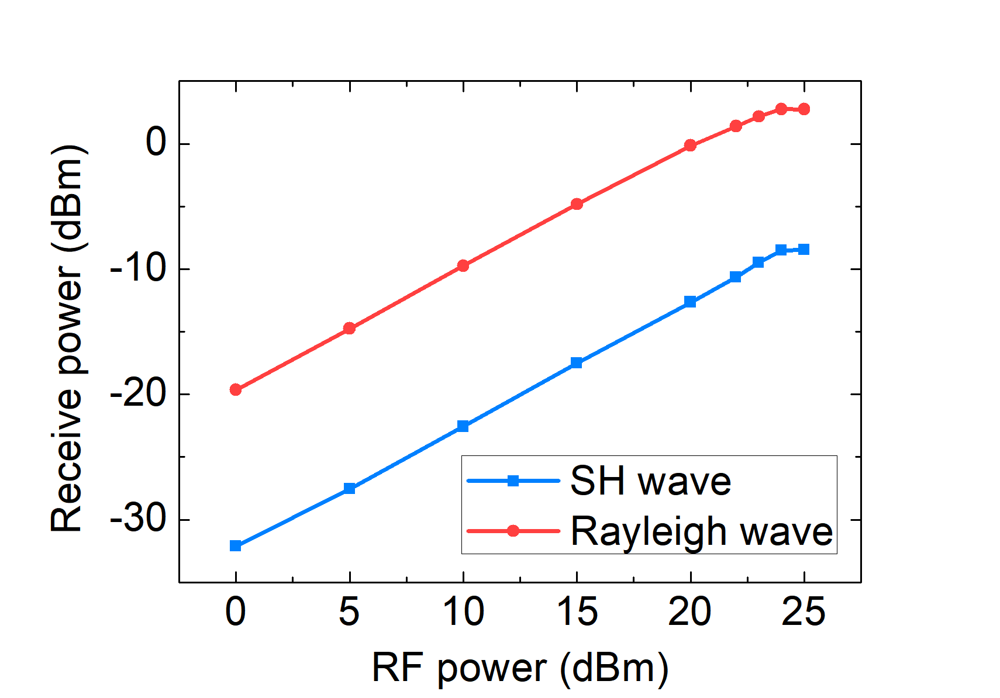 Receive power (dBm)
0
-10
-20
-30
SH wave
Rayleigh wave
0 5 10 15 20 25
RF power (dBm)